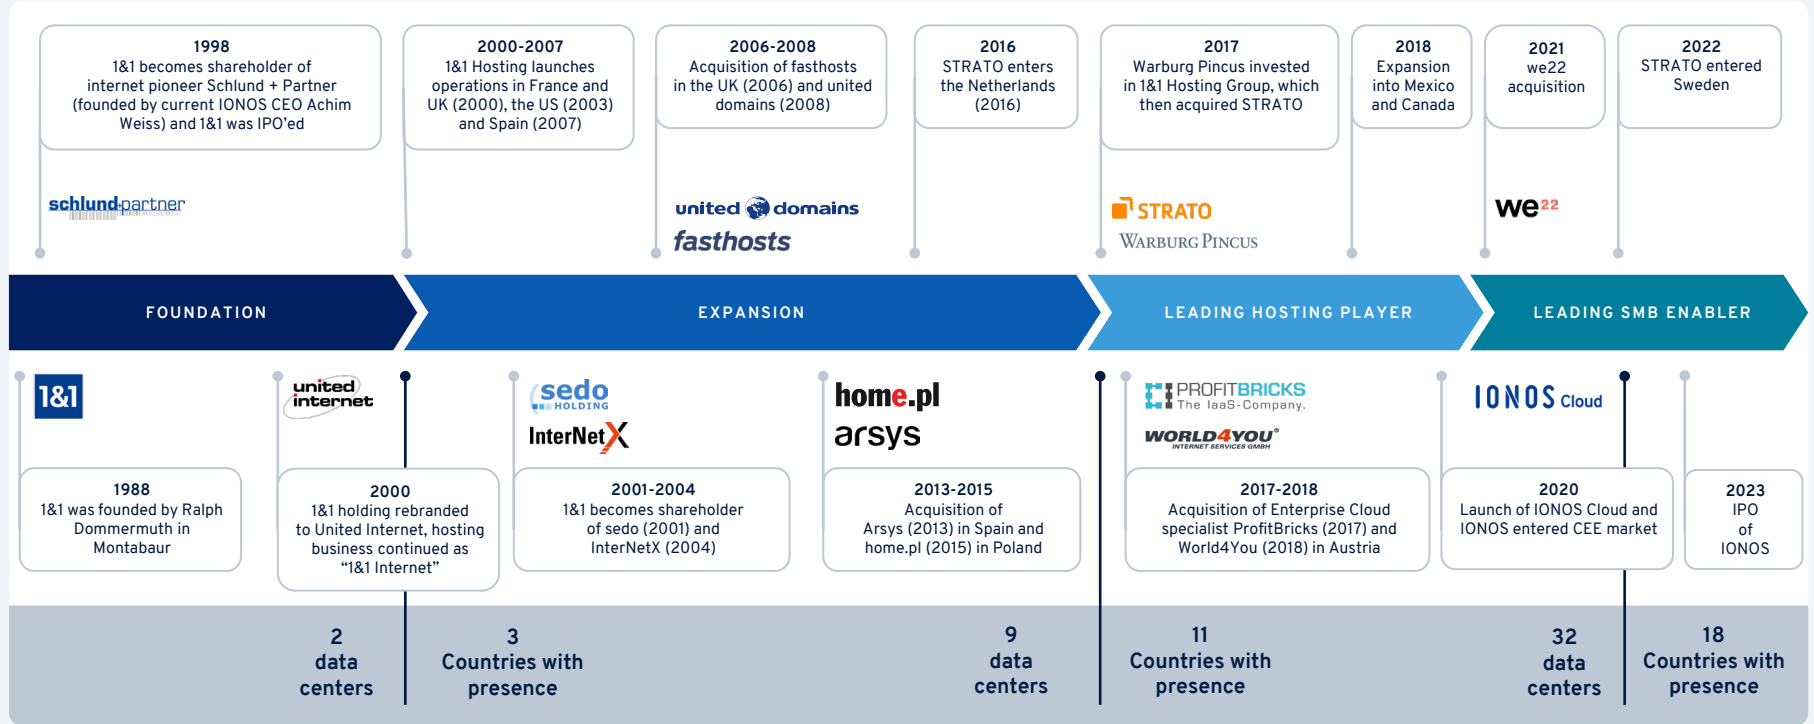 1998
1&1 becomes shareholder of
internet pioneer Schlund + Partner
(founded by current IONOS CEO Achim
Weiss) and 1&1 was IPO'ed
2000-2007
1&1 Hosting launches
operations in France and
UK (2000), the US (2003)
and Spain (2007)
2006-2008
Acquisition of fasthosts
in the UK (2006) and united
domains (2008)
2016
STRATO enters
the Netherlands
(2016)
2017
Warburg Pincus invested
in 1&1 Hosting Group, which
then acquired STRATO
2018
Expansion
into Mexico
and Canada
2021
we22
acquisition
2022
STRATO entered
Sweden
schlund+partner
united domains
fasthosts
STRATO
WARBURG PINCUS
we22
FOUNDATION
EXPANSION
LEADING HOSTING PLAYER
LEADING SMB ENABLER
1&1
united
internet
sedo
HOLDING
InterNetX
home.pl
arsys
PROFITBRICKS
The IaaS-Company.
WORLD4YOU®
INTERNET SERVICES GMBH
IONOS Cloud
1988
1&1 was founded by Ralph
Dommermuth in
Montabaur
2000
1&1 holding rebranded
to United Internet, hosting
business continued as
“1&1 Internet”
2001-2004
1&1 becomes shareholder
of sedo (2001) and
InterNetX (2004)
2013-2015
Acquisition of
Arsys (2013) in Spain and
home.pl (2015) in Poland
2017-2018
Acquisition of Enterprise Cloud
specialist ProfitBricks (2017) and
World4You (2018) in Austria
2020
Launch of IONOS Cloud and
IONOS entered CEE market
2023
IPO
of
IONOS
2
data
centers
3
Countries with
presence
9
data
centers
11
Countries with
presence
32
data
centers
18
Countries with
presence